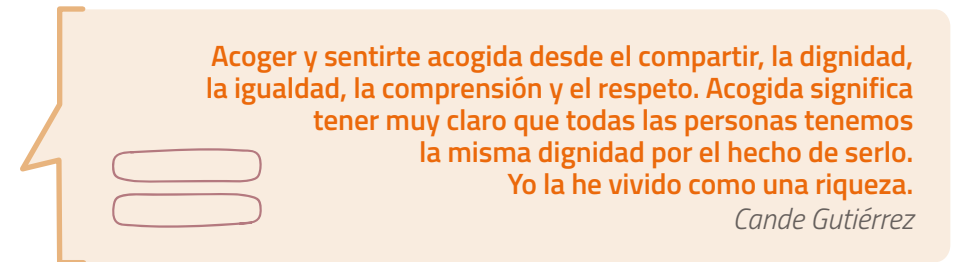 Acoger y sentirte acogida desde el compartir, la dignidad,
la igualdad, la comprensión y el respeto. Acogida significa
tener muy claro que todas las personas tenemos
la misma dignidad por el hecho de serlo.
Yo la he vivido como una riqueza.
Cande Gutiérrez